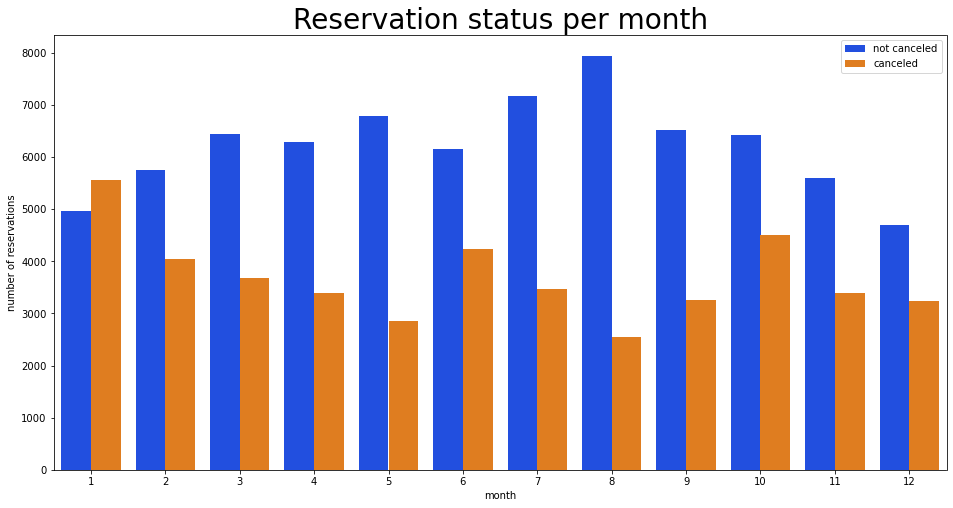 Reservation status per month
not canceled
canceled
8000
7000
6000
5000
4000
3000
2000
1000
0
number of reservations
1 2 3 4 5 6 7 8 9 10 11 12
month